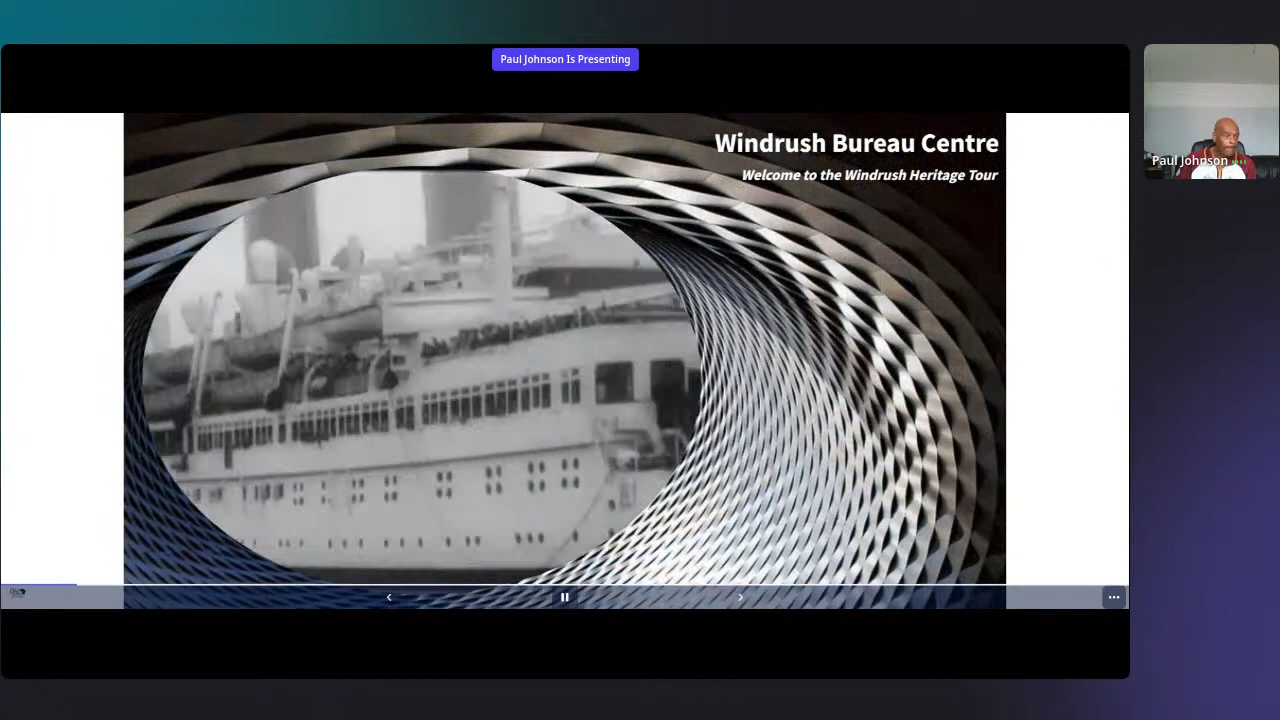 Paul Johnson Is Presenting
Windrush Bureau Centre
Welcome to the Windrush Heritage Tour
Paul Johnson